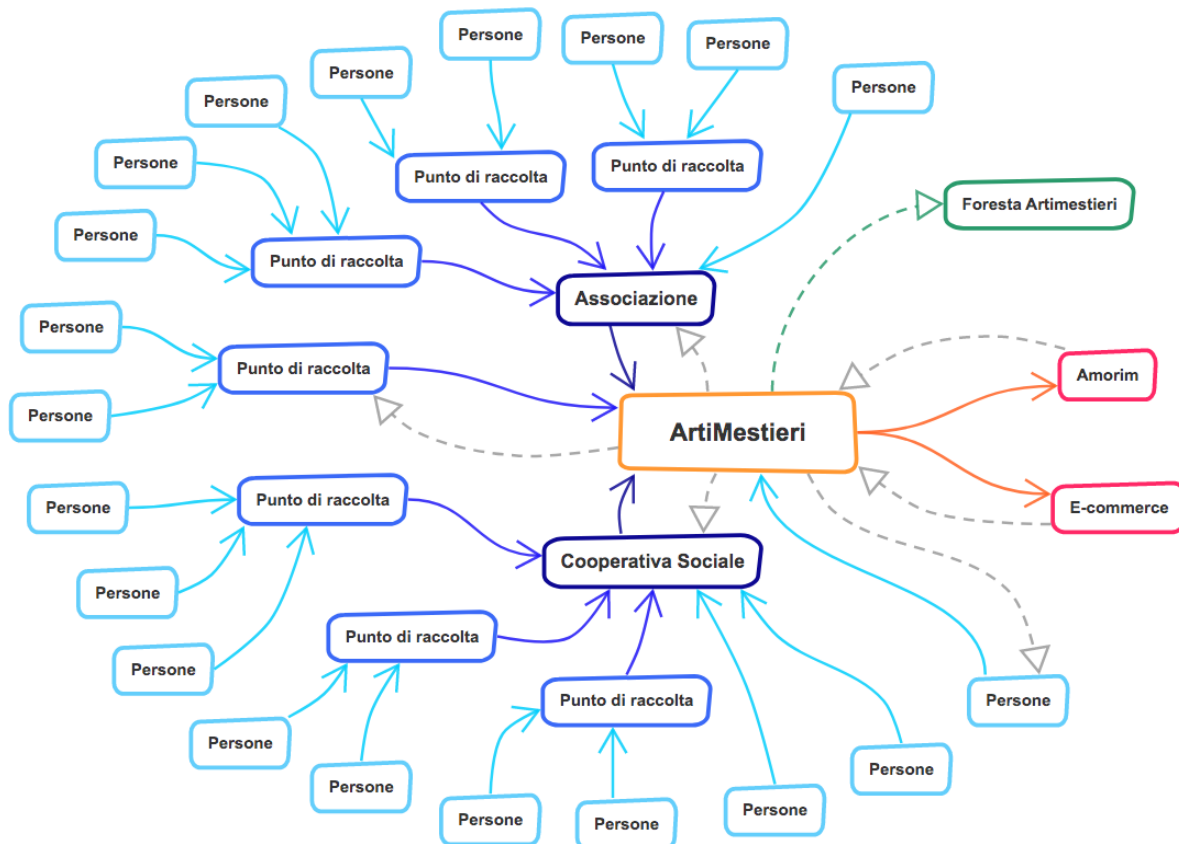 Persone
Persone
Persone
Persone
Persone
Persone
Persone
Persone
Punto di raccolta
Punto di raccolta
Foresta Artimestieri
Persone
Punto di raccolta
Associazione
Persone
Punto di raccolta
Amorim
Persone
ArtiMestieri
Persone
Punto di raccolta
E-commerce
Cooperativa Sociale
Persone
Punto di raccolta
Persone
Punto di raccolta
Persone
Persone
Persone
Persone
Persone
Persone
Persone